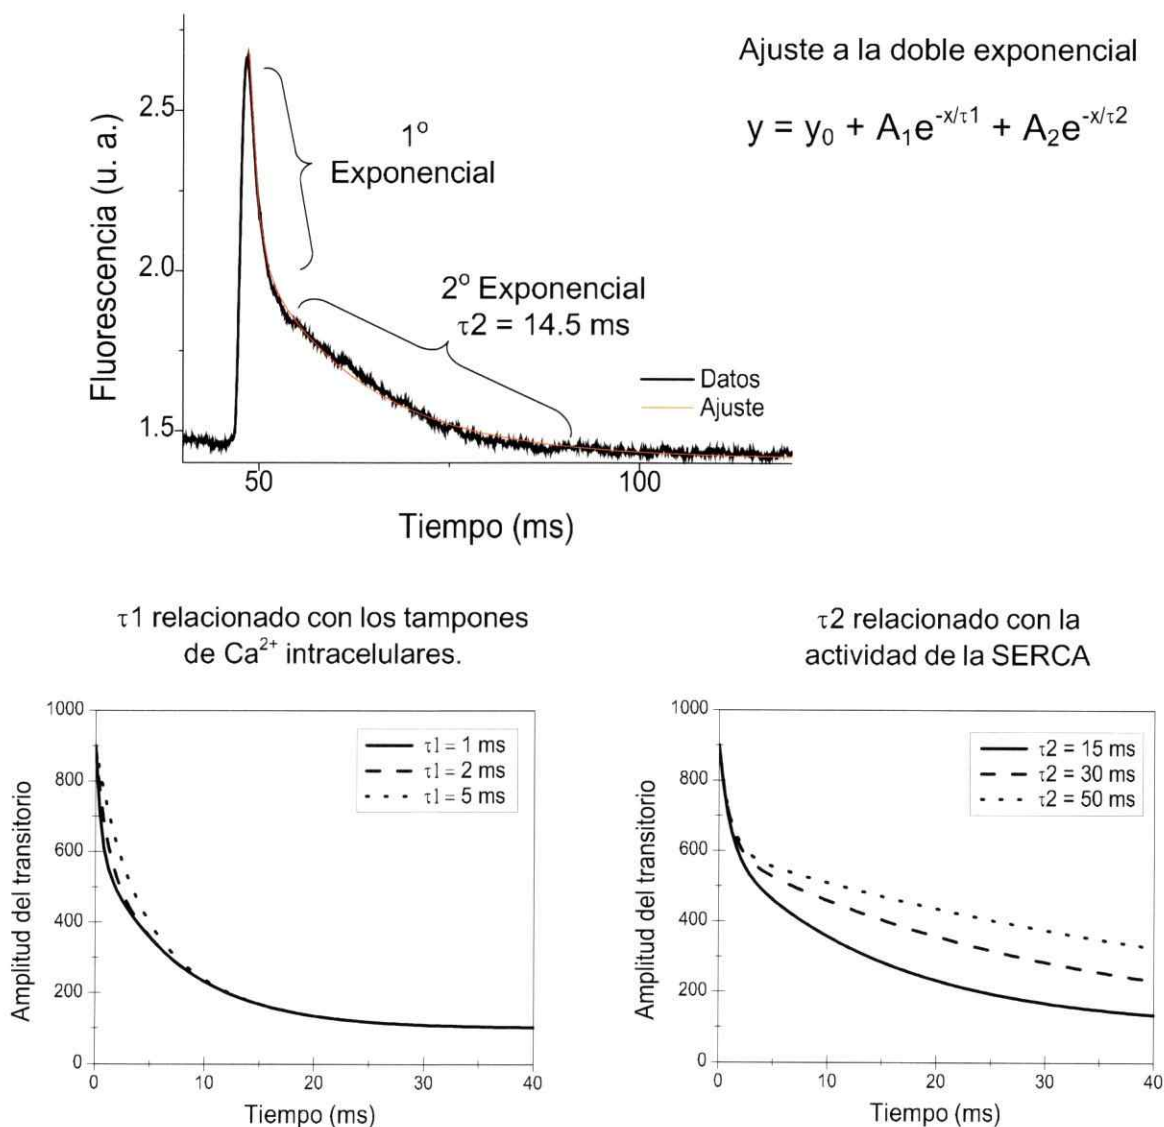 Ajuste a la doble exponencial
y = y₀ + A₁e^-x/τ1 + A₂e^-x/τ2
Fluorescencia (u. a.)
2.5
2.0
1.5
1º
Exponencial
2º Exponencial
τ2 = 14.5 ms
Datos
Ajuste
50
100
Tiempo (ms)
τ1 relacionado con los tampones
de Ca²⁺ intracelulares.
Amplitud del transitorio
1000
800
600
400
200
0
τ1 = 1 ms
τ1 = 2 ms
τ1 = 5 ms
0
10
20
30
40
Tiempo (ms)
τ2 relacionado con la
actividad de la SERCA
Amplitud del transitorio
1000
800
600
400
200
0
τ2 = 15 ms
τ2 = 30 ms
τ2 = 50 ms
0
10
20
30
40
Tiempo (ms)